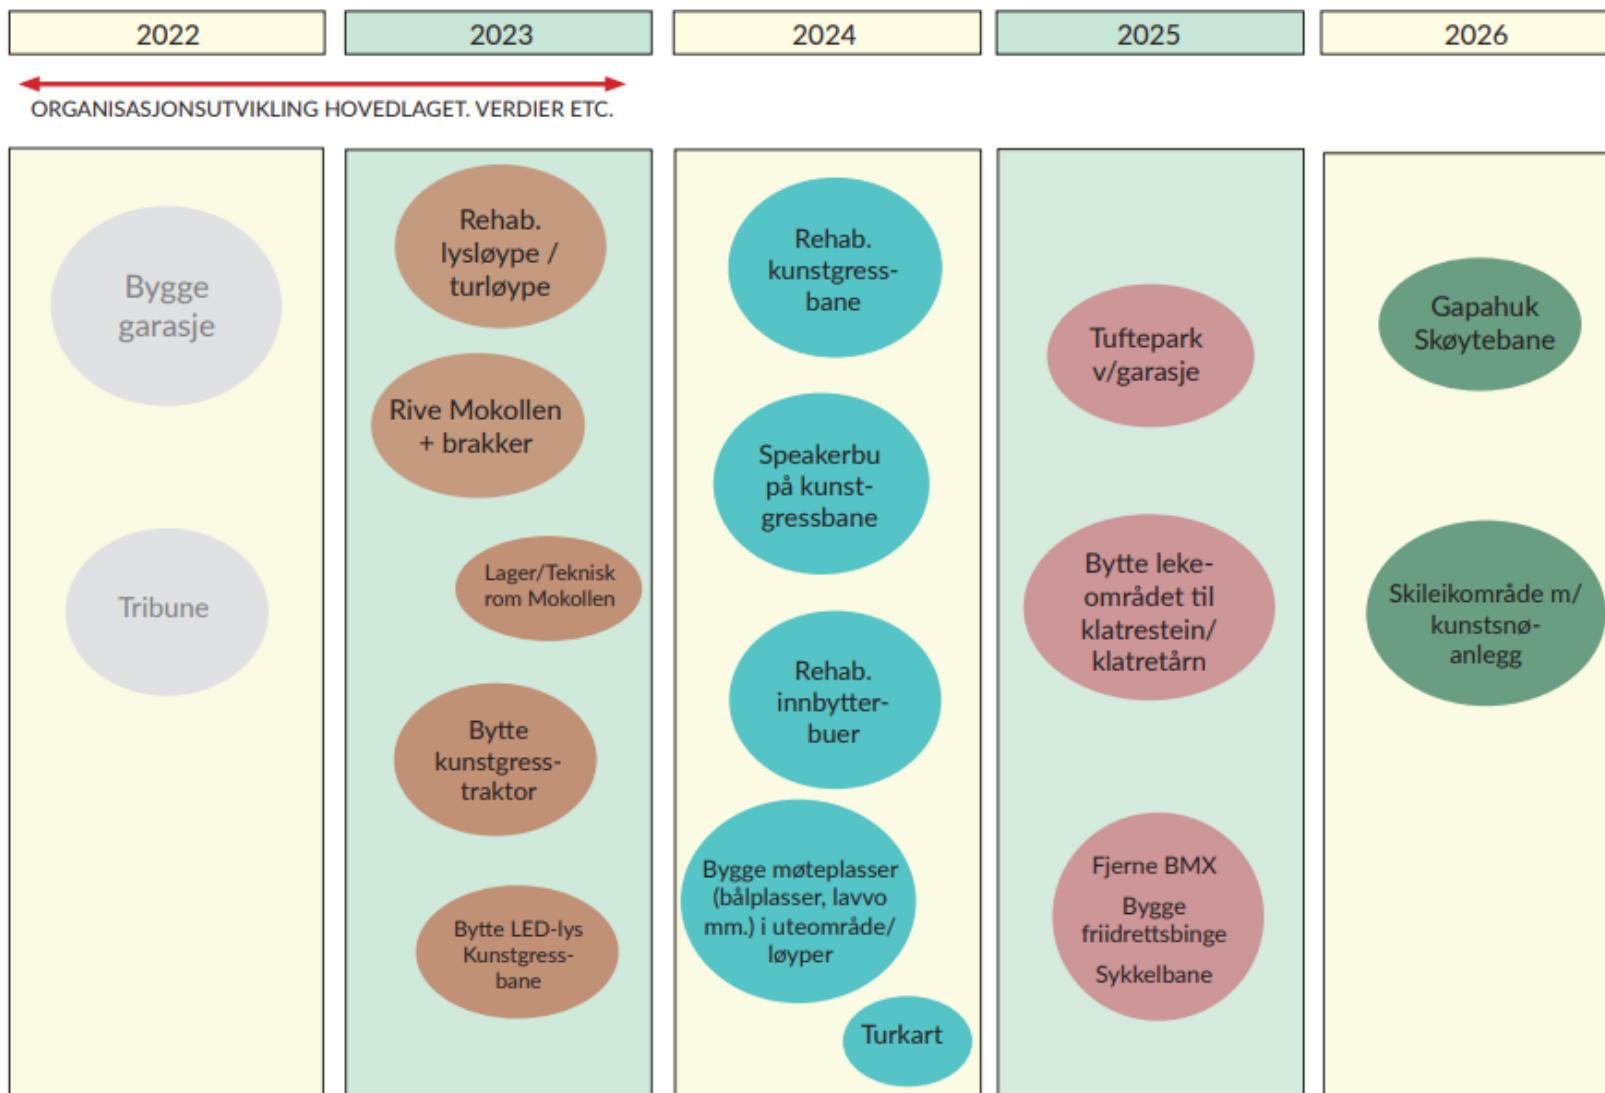 2022
2023
2024
2025
2026
ORGANISASJONSUTVIKLING HOVEDLAGET. VERDIER ETC.
Bygge
garasje
Tribune
Rehab.
lysløype /
turløype
Rive Mokollen
+ brakker
Lager/Teknisk
rom Mokollen
Bytte
kunstgress-
traktor
Bytte LED-lys
Kunstgress-
bane
Rehab.
kunstgress-
bane
Speakerbu
på kunst-
gressbane
Rehab.
innbytter-
buer
Bygge møteplasser
(bålplasser, lavvo
mm.) i uteområde/
løyper
Turkart
Tuftepark
v/garasje
Bytte leke-
området til
klatrestein/
klatretårn
Fjerne BMX
Bygge
friidrettsbinge
Sykkelbane
Gapahuk
Skøytebane
Skileikområde m/
kunstsnø-
anlegg